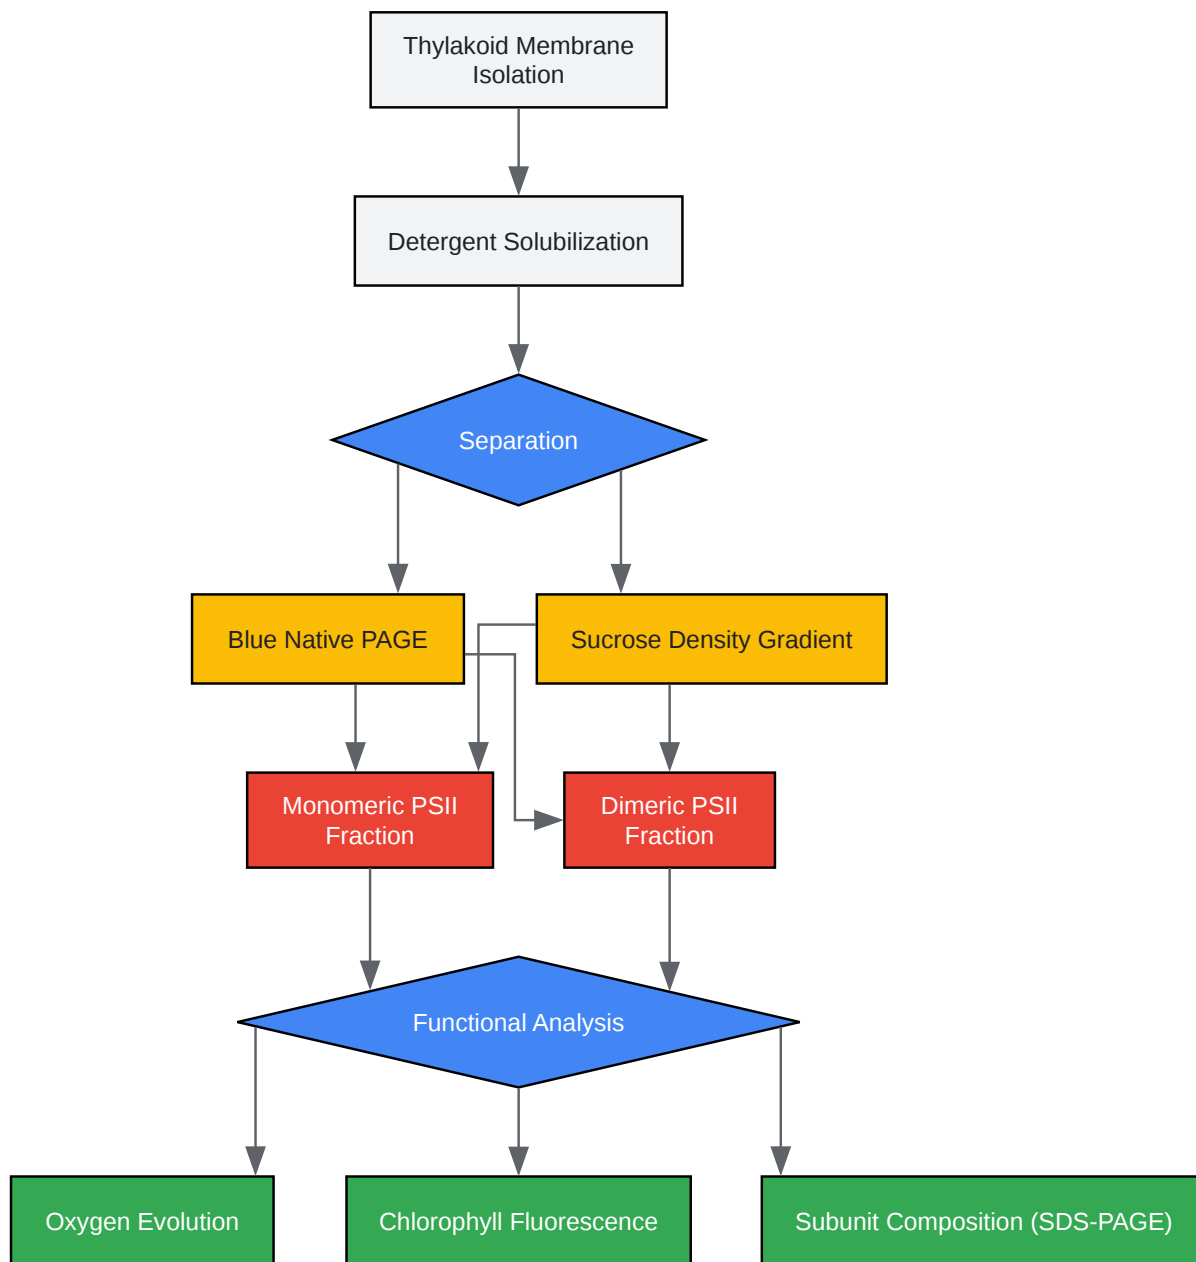 Thylakoid Membrane
Isolation
Detergent Solubilization
Separation
Blue Native PAGE
Sucrose Density Gradient
Monomeric PSII
Fraction
Dimeric PSII
Fraction
Functional Analysis
Oxygen Evolution
Chlorophyll Fluorescence
Subunit Composition (SDS-PAGE)